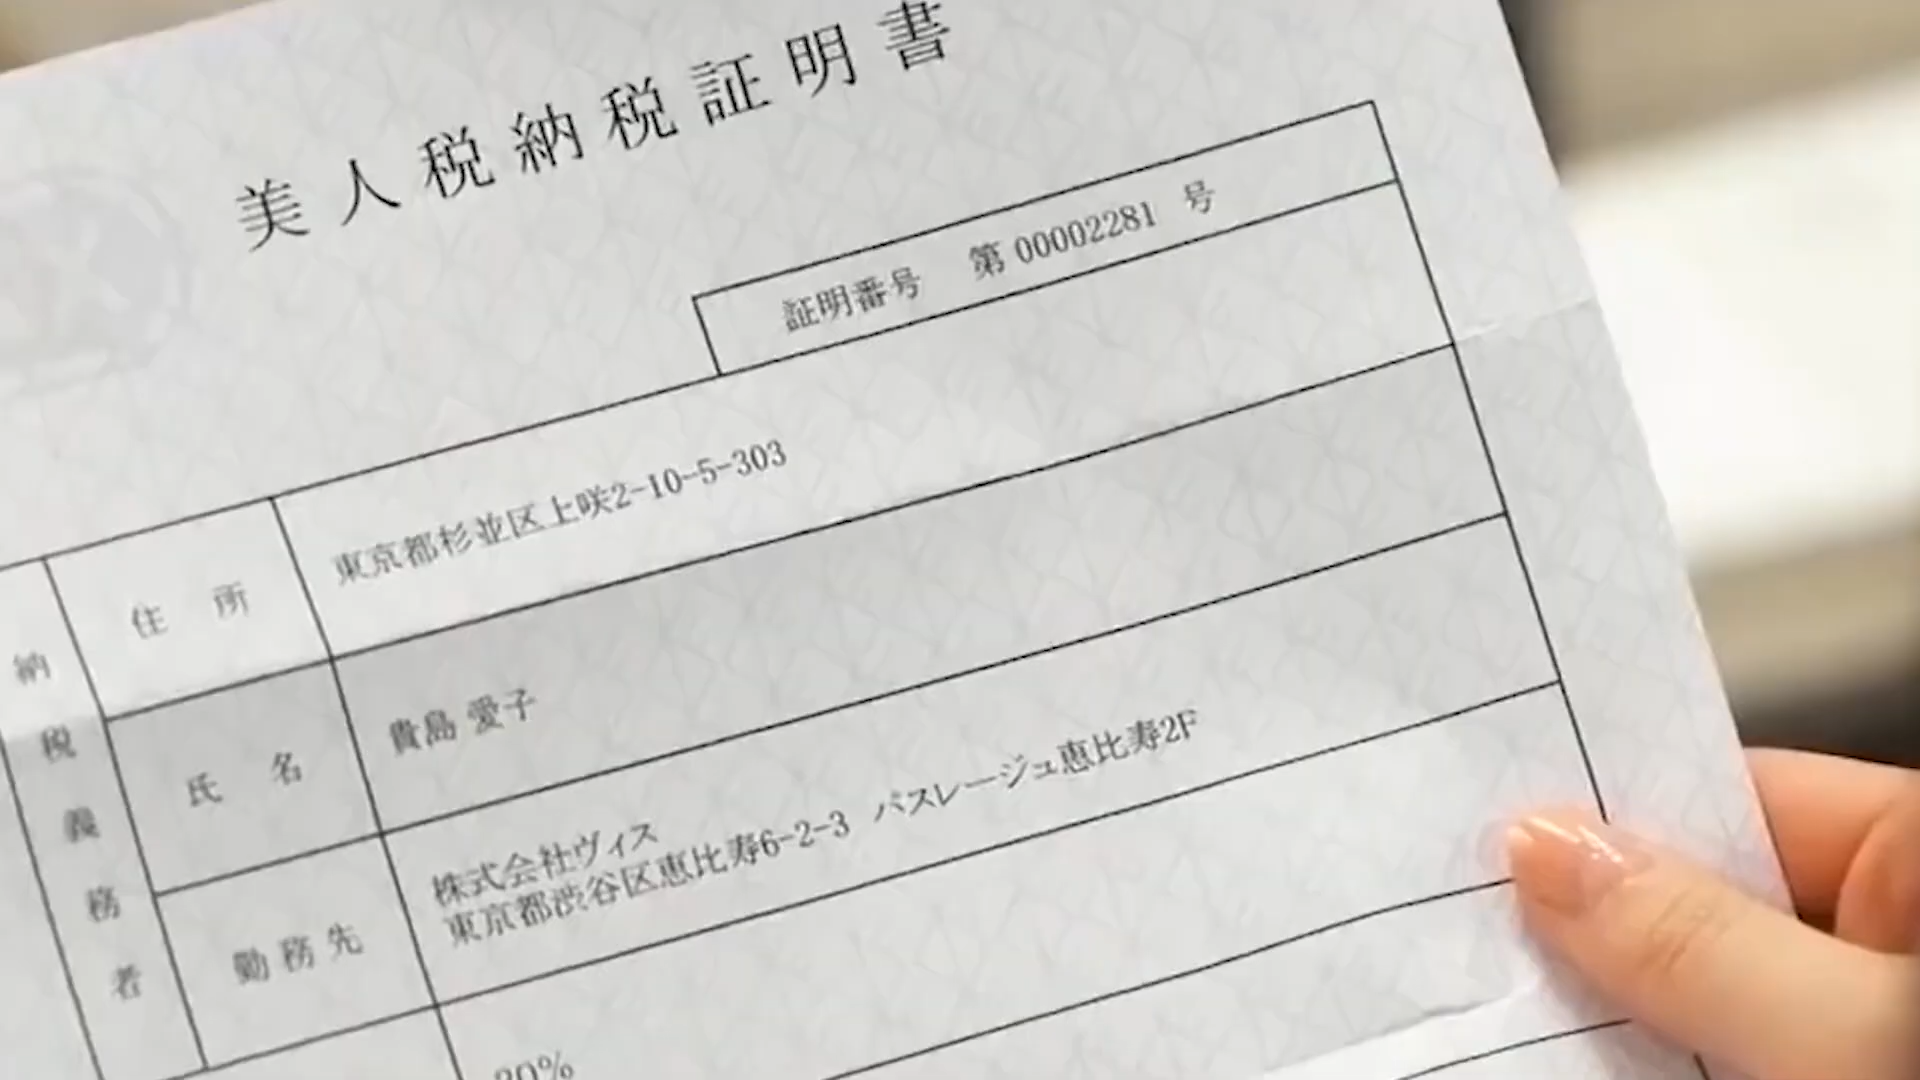 美人税納税証明書
証明番号 第 00002281 号
納税義務者
住所 東京都杉並区上咲2-10-5-303
氏名 貴島 愛子
勤務先 株式会社ヴィス
東京都渋谷区恵比寿6-2-3 パスレージュ恵比寿2F